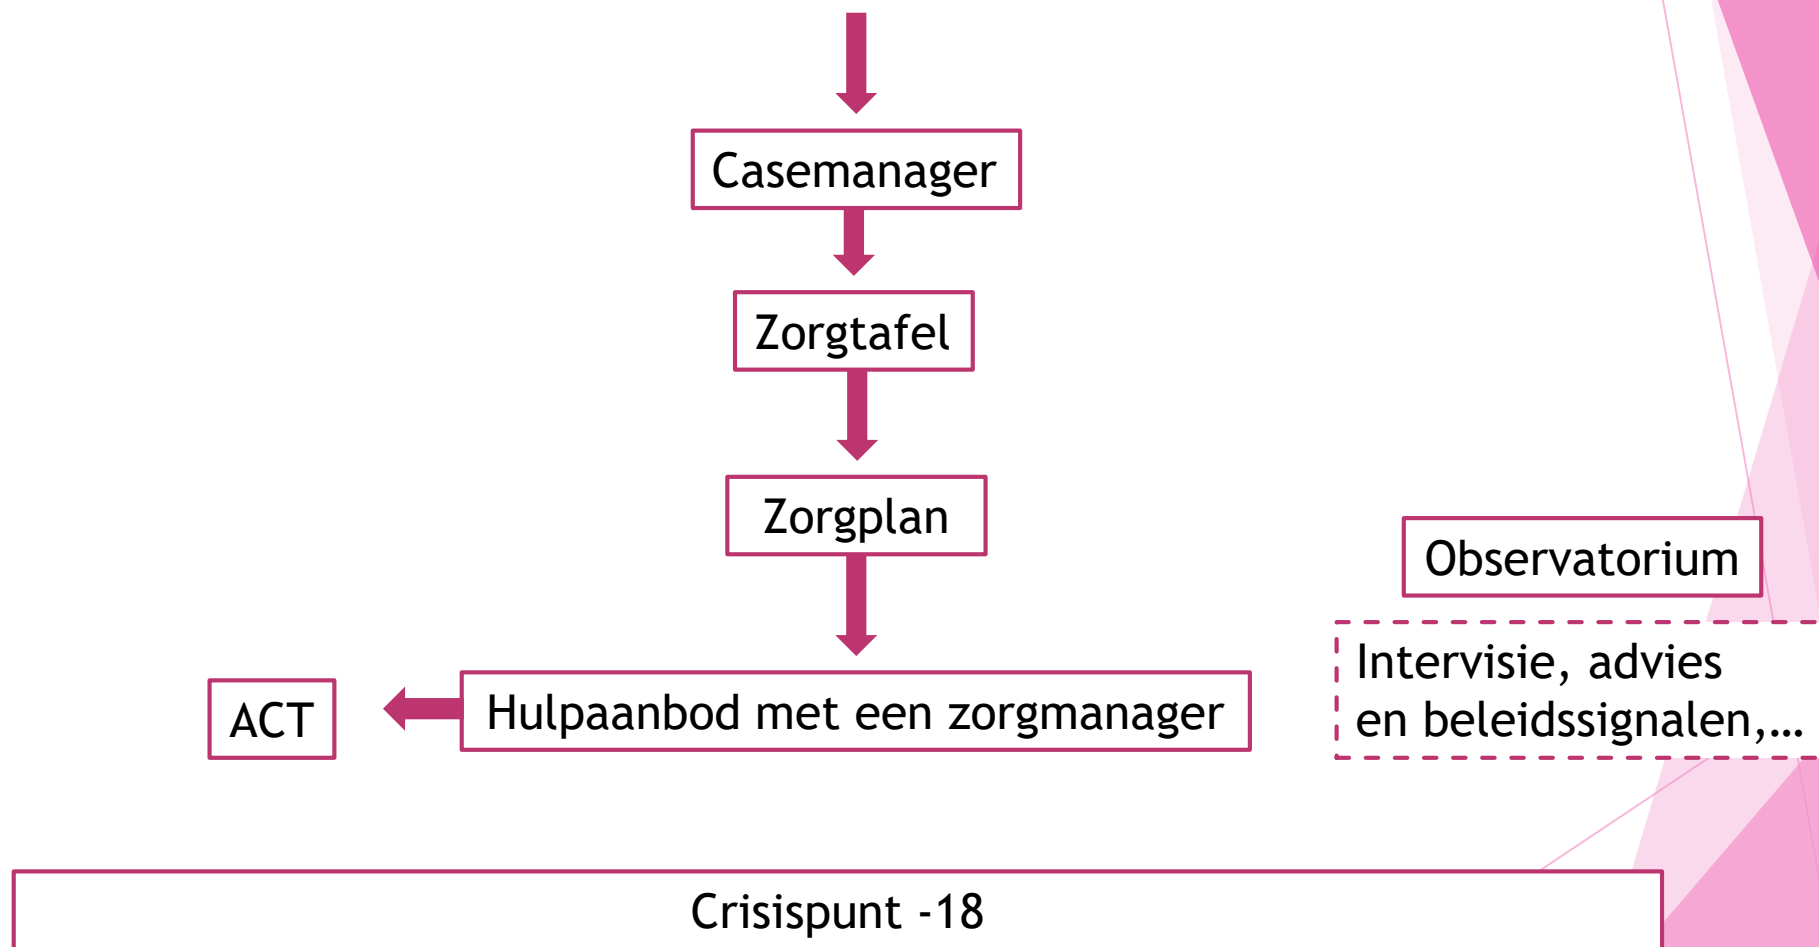 Casemanager
Zorgtafel
Zorgplan
Observatorium
Intervisie, advies
en beleidssignalen,…
ACT
Hulpaanbod met een zorgmanager
Crisispunt -18